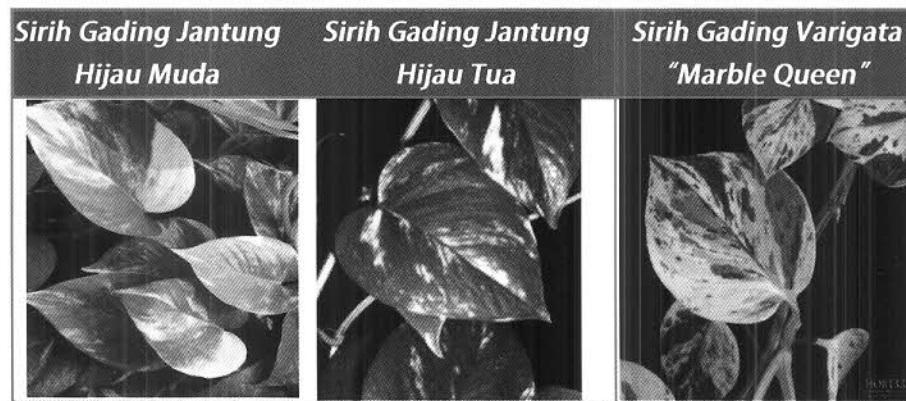 Sirih Gading Jantung
Hijau Muda
Sirih Gading Jantung
Hijau Tua
Sirih Gading Varigata
"Marble Queen"